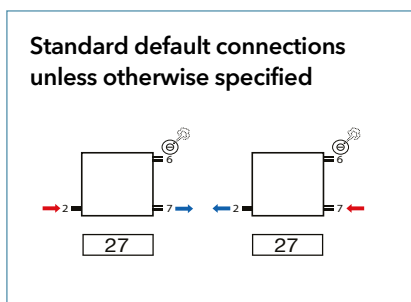 Standard default connections
unless otherwise specified
6 6
2 7 2 7
27 27